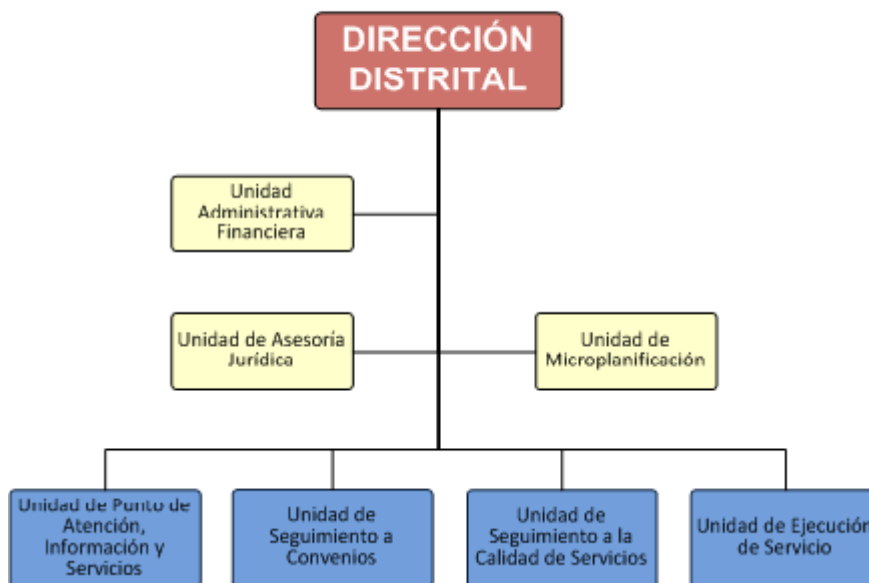 DIRECCIÓN
DISTRITAL
Unidad
Administrativa
Financiera
Unidad de Asesoría
Jurídica
Unidad de
Microplanificación
Unidad de Punto de
Atención,
Información y
Servicios
Unidad de
Seguimiento a
Convenios
Unidad de
Seguimiento a la
Calidad de Servicios
Unidad de Ejecución
de Servicio